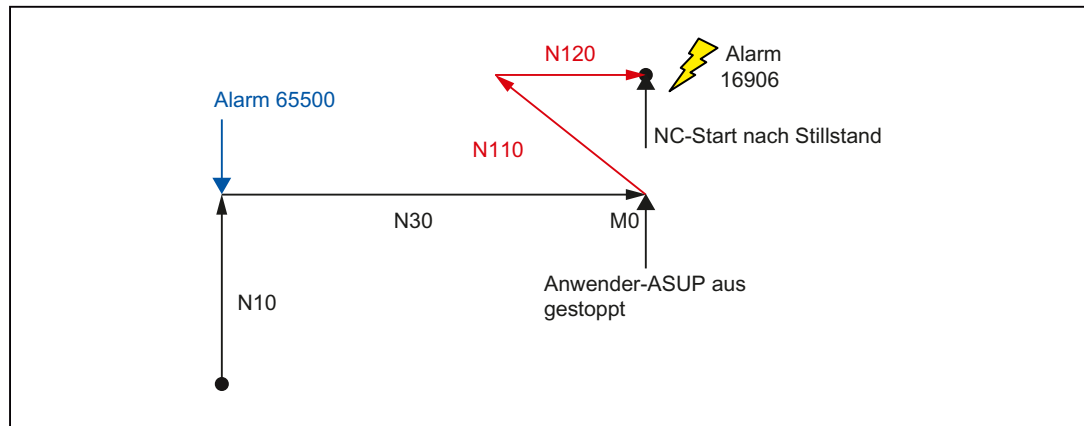 N120
Alarm
16906
Alarm 65500
NC-Start nach Stillstand
N110
N30
M0
Anwender-ASUP aus
gestoppt
N10